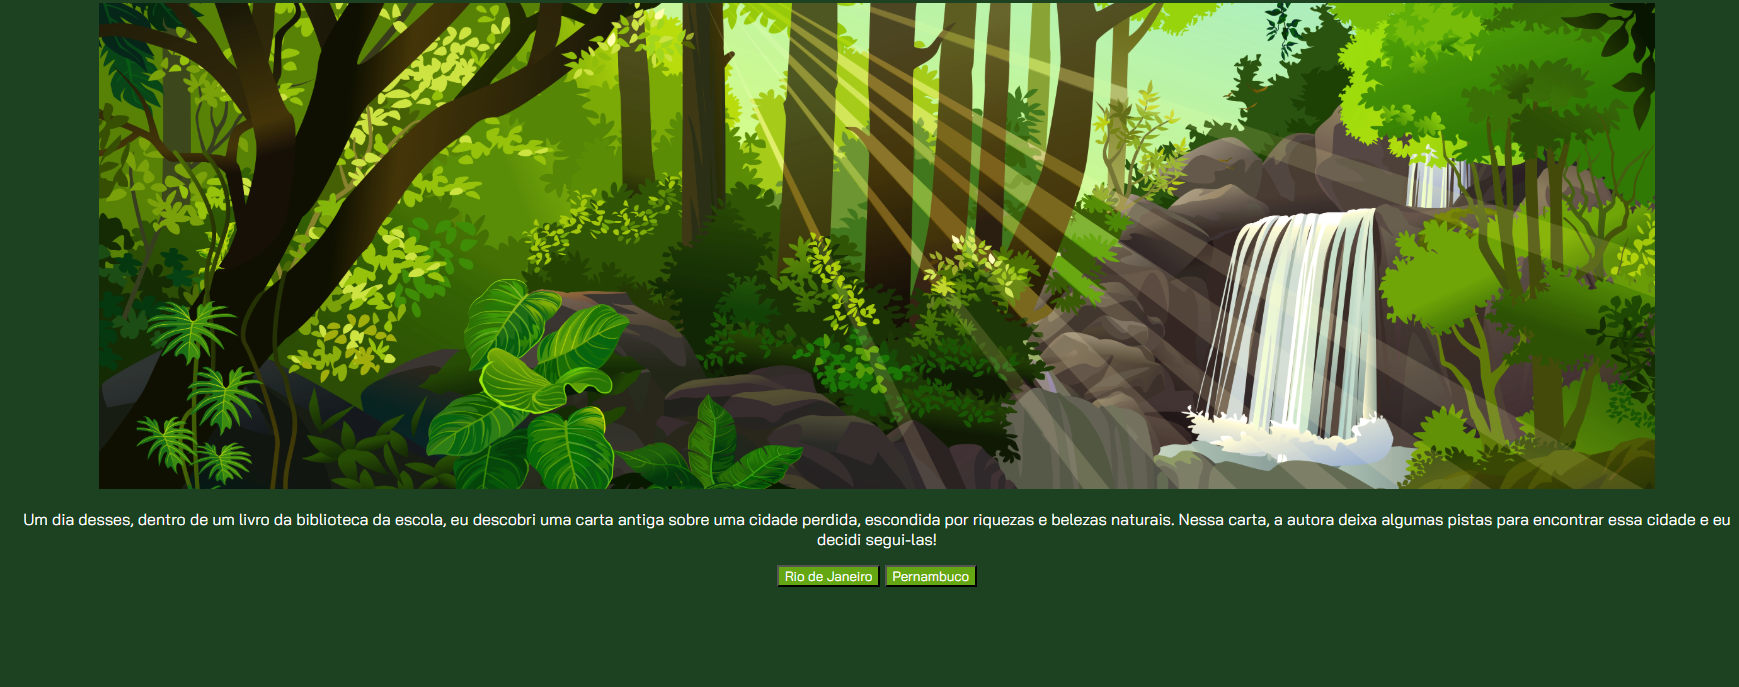 Um dia desses, dentro de um livro da biblioteca da escola, eu descobri uma carta antiga sobre uma cidade perdida, escondida por riquezas e belezas naturais. Nessa carta, a autora deixa algumas pistas para encontrar essa cidade e eu
decidi segui-las!
Rio de Janeiro Pernambuco